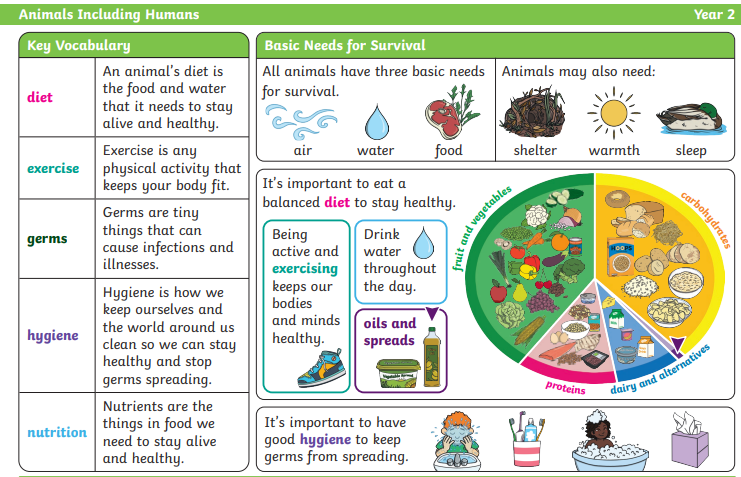 Animals Including Humans
Year 2
Key Vocabulary
diet
An animal's diet is
the food and water
that it needs to stay
alive and healthy.
exercise
Exercise is any
physical activity that
keeps your body fit.
germs
Germs are tiny
things that can
cause infections and
illnesses.
hygiene
Hygiene is how we
keep ourselves and
the world around us
clean so we can stay
healthy and stop
germs spreading.
nutrition
Nutrients are the
things in food we
need to stay alive
and healthy.
Basic Needs for Survival
All animals have three basic needs
for survival.
air
water
food
Animals may also need:
shelter
warmth
sleep
It's important to eat a
balanced diet to stay healthy.
Being
active and
exercising
keeps our
bodies
and minds
healthy.
Drink
water
throughout
the day.
oils and
spreads
fruit and vegetables
carbohydrates
proteins
dairy and alternatives
It's important to have
good hygiene to keep
germs from spreading.